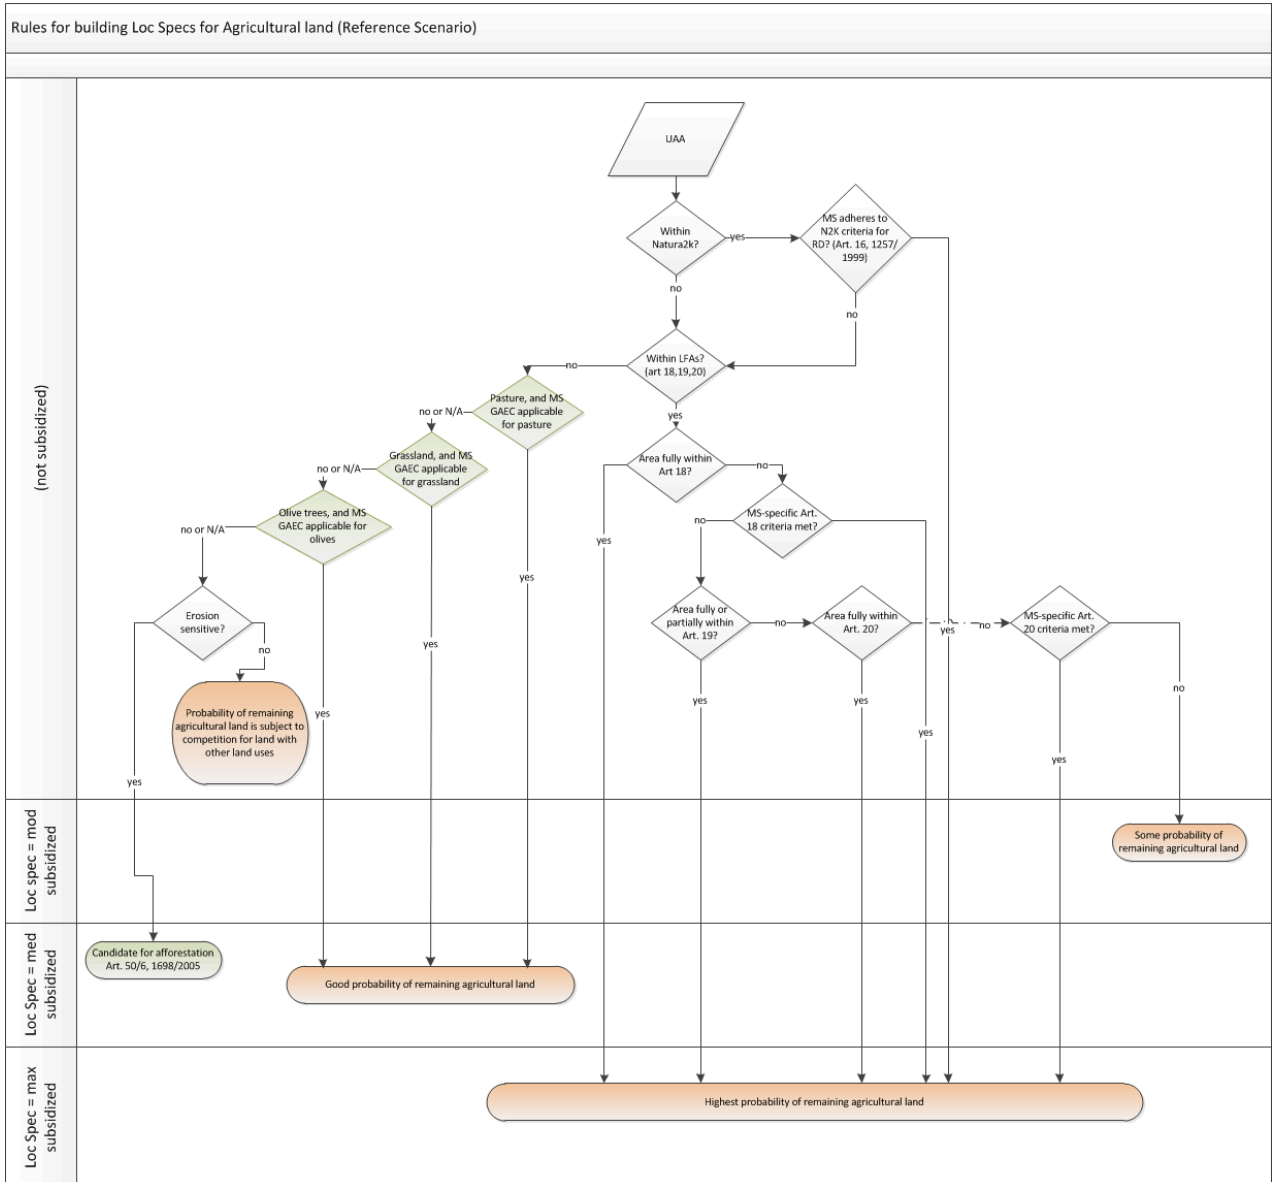 Rules for building Loc Specs for Agricultural land (Reference Scenario)
(not subsidized)
UAA
Within
Natura2k?
yes
MS adheres to
N2K criteria for
RD? (Art. 16, 1257/
1999)
no
no
Within LFAs?
(art 18,19,20)
no
yes
Pasture, and MS
GAEC applicable
for pasture
no or N/A
Grassland, and MS
GAEC applicable
for grassland
no or N/A
Olive trees, and MS
GAEC applicable for
olives
no or N/A
Area fully within
Art 18?
no
MS-specific Art.
18 criteria met?
no
yes
yes
Erosion
sensitive?
no
Area fully or
partially within
Art. 19?
no
Area fully within
Art. 20?
yes
no
MS-specific Art.
20 criteria met?
yes
no
Probability of remaining
agricultural land is subject to
competition for land with
other land uses
yes
yes
yes
yes
yes
yes
yes
Loc spec = mod
subsidized
Some probability of
remaining agricultural land
Loc Spec = med
subsidized
Candidate for afforestation
Art. 50/6, 1698/2005
Good probability of remaining agricultural land
Loc Spec = max
subsidized
Highest probability of remaining agricultural land